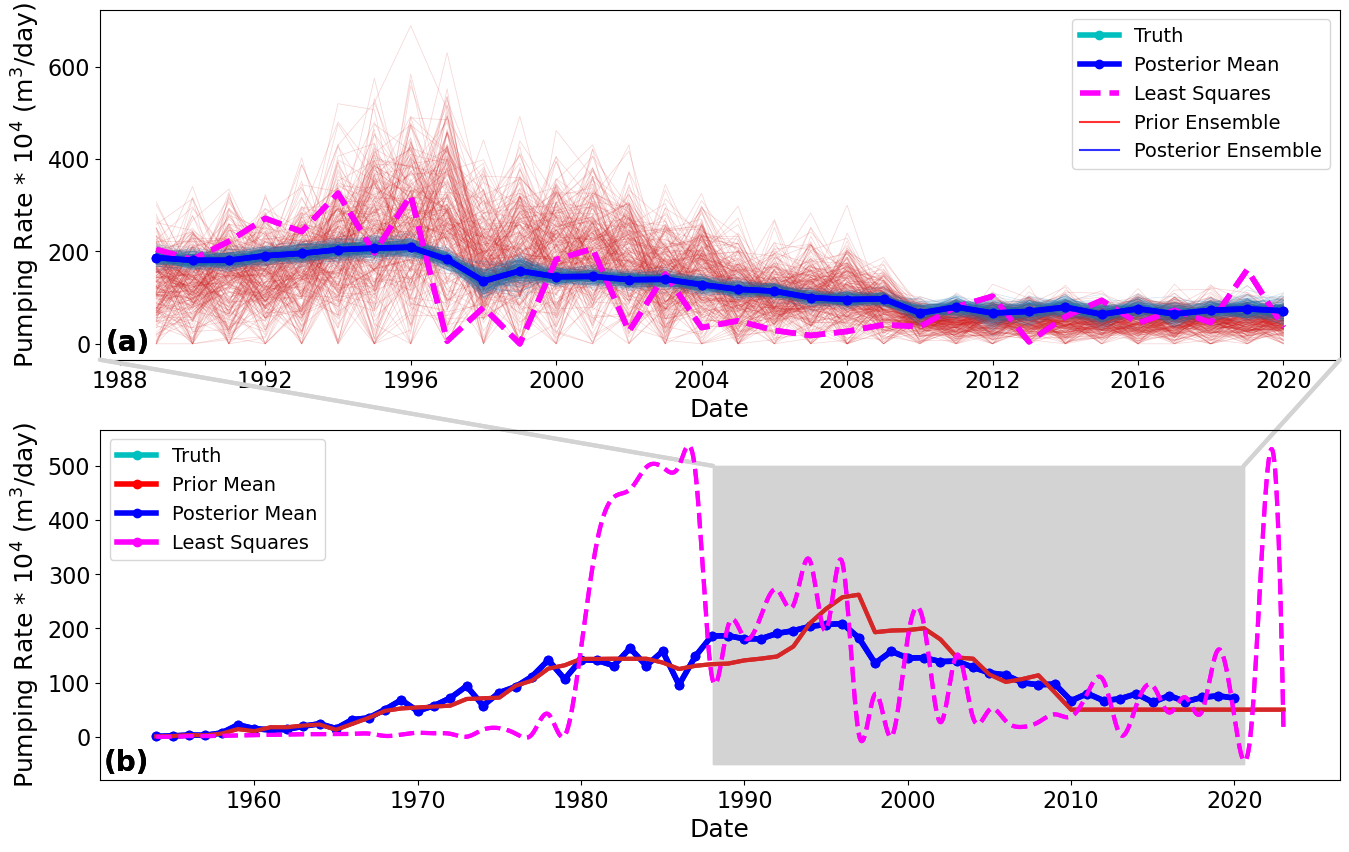 Pumping Rate * 10⁴ (m³/day)
600
400
200
0
Truth
Posterior Mean
Least Squares
Prior Ensemble
Posterior Ensemble
(a)
1988 1992 1996 2000 2004 2008 2012 2016 2020
Date
Pumping Rate * 10⁴ (m³/day)
500
400
300
200
100
0
Truth
Prior Mean
Posterior Mean
Least Squares
(b)
1960 1970 1980 1990 2000 2010 2020
Date